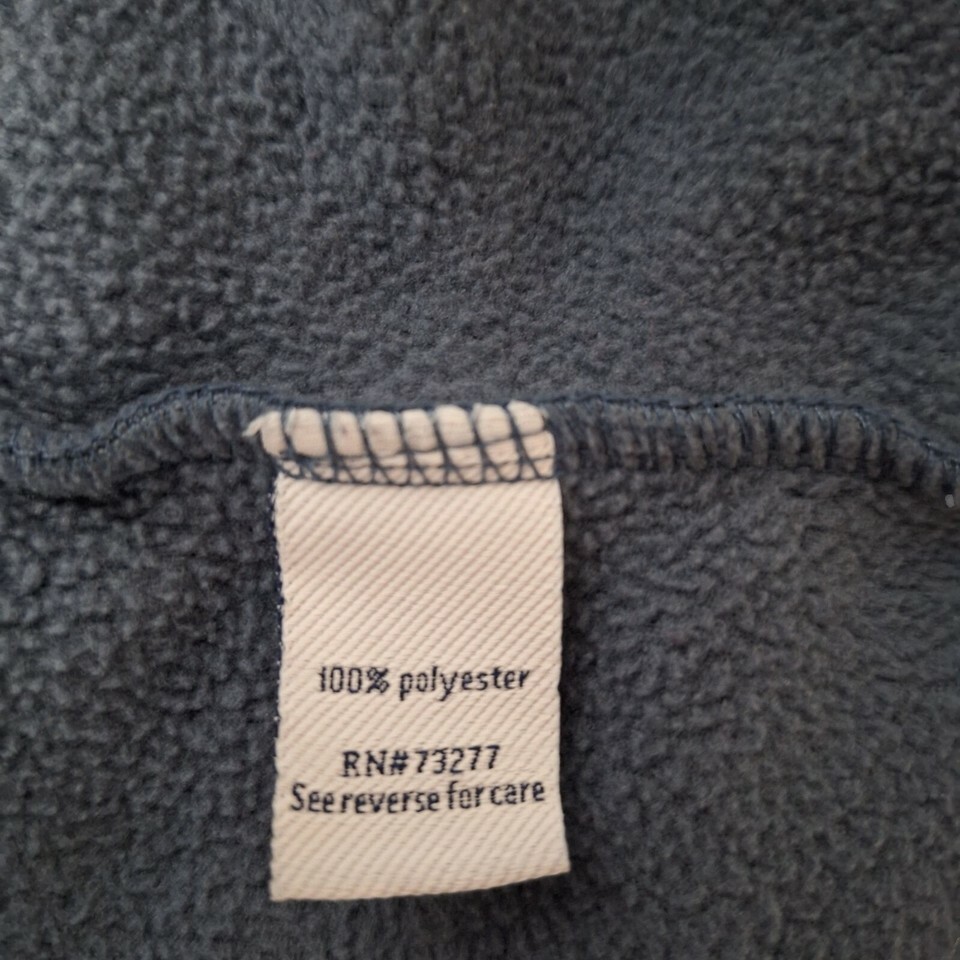 100% polyester
RN#73277
See reverse for care